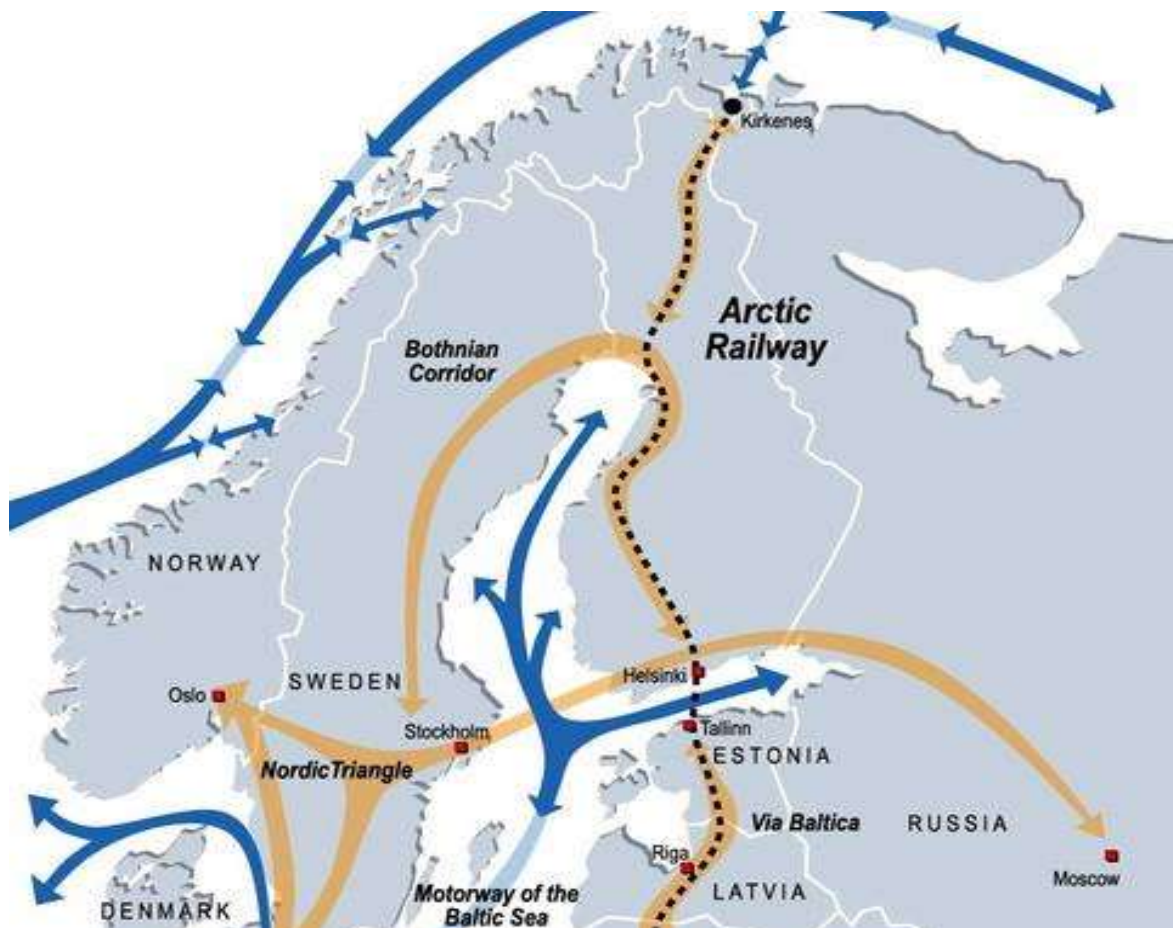 Kirkenes
Arctic
Railway
Bothnian
Corridor
NORWAY
Helsinki
Oslo
SWEDEN
Stockholm
Tallinn
ESTONIA
NordicTriangle
Via Baltica
RUSSIA
Riga
Moscow
LATVIA
Motorway of the
Baltic Sea
DENMARK